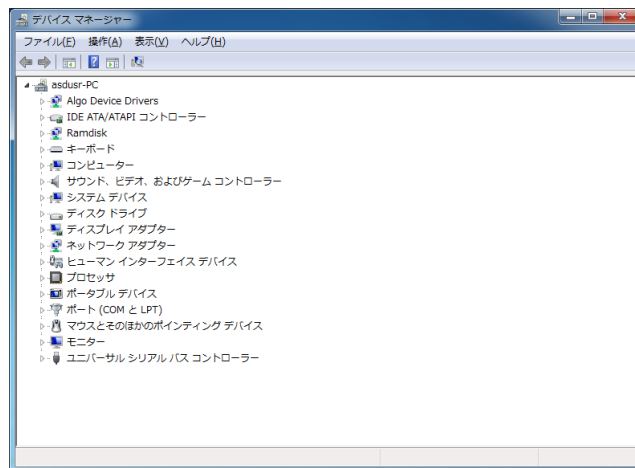 デバイス マネージャー
ファイル(F) 操作(A) 表示(V) ヘルプ(H)
asdusr-PC
Algo Device Drivers
IDE ATA/ATAPI コントローラー
Ramdisk
キーボード
コンピューター
サウンド、ビデオ、およびゲーム コントローラー
システム デバイス
ディスク ドライブ
ディスプレイ アダプター
ネットワーク アダプター
ヒューマン インターフェイス デバイス
プロセッサ
ポータブル デバイス
ポート (COM と LPT)
マウスとそのほかのポインティング デバイス
モニター
ユニバーサル シリアル バス コントローラー